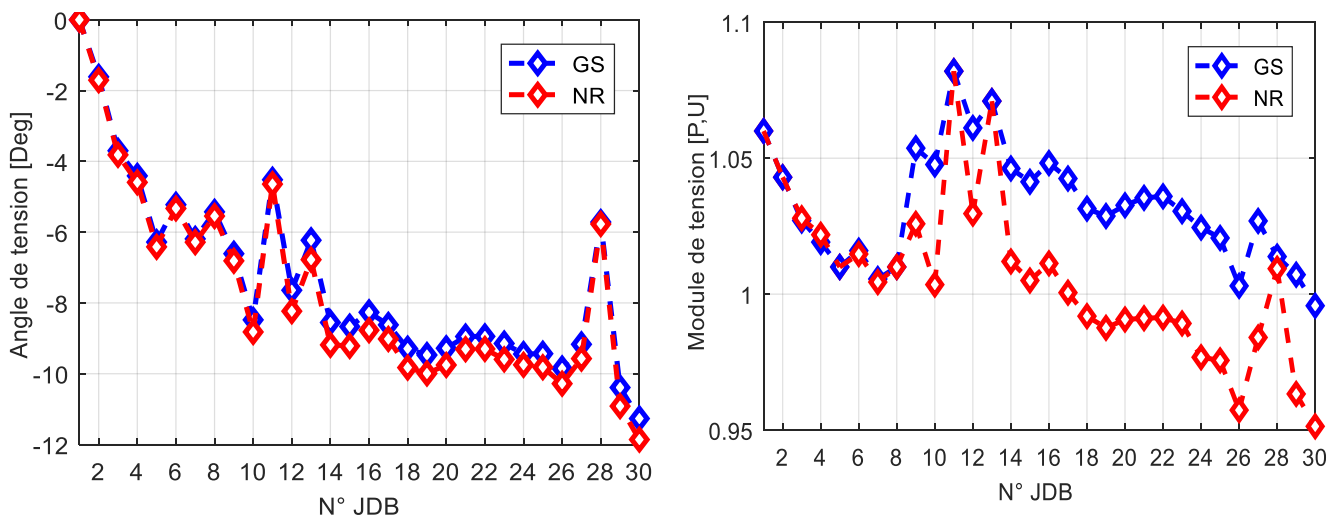 Angle de tension [Deg]
0
-2
-4
-6
-8
-10
-12
GS
NR
2 4 6 8 10 12 14 16 18 20 22 24 26 28 30
N° JDB
Module de tension [P,U]
1.1
1.05
1
0.95
GS
NR
2 4 6 8 10 12 14 16 18 20 22 24 26 28 30
N° JDB